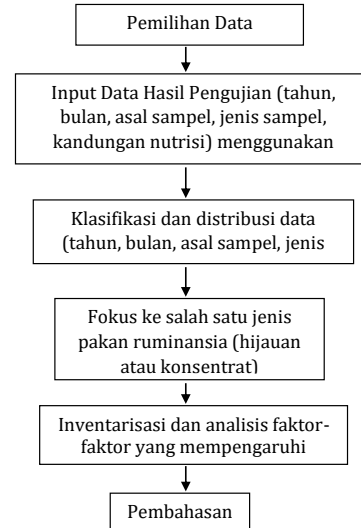 Pemilihan Data
Input Data Hasil Pengujian (tahun,
bulan, asal sampel, jenis sampel,
kandungan nutrisi) menggunakan
Klasifikasi dan distribusi data
(tahun, bulan, asal sampel, jenis
Fokus ke salah satu jenis
pakan ruminansia (hijauan
atau konsentrat)
Inventarisasi dan analisis faktor-
faktor yang mempengaruhi
Pembahasan